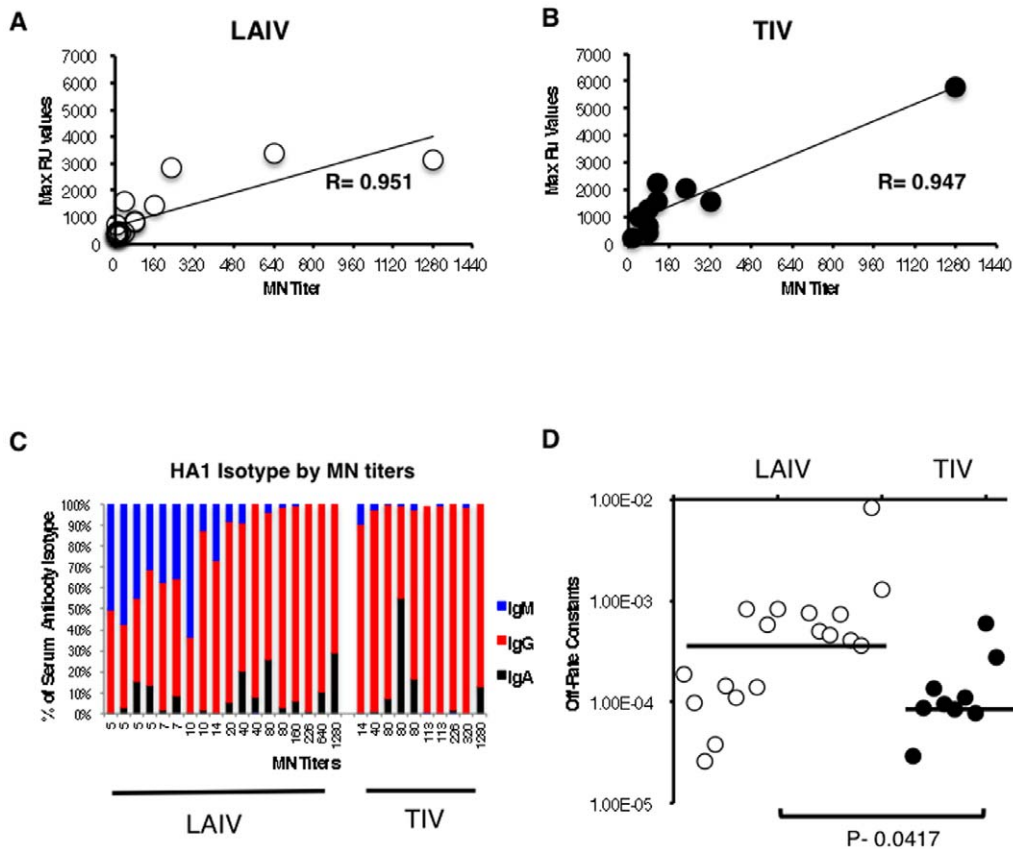 A
LAIV
7000
6000
5000
4000
3000
2000
1000
0
Max RU values
R= 0.951
0 160 320 480 640 800 960 1120 1280 1440
MN Titer
B
TIV
7000
6000
5000
4000
3000
2000
1000
0
Max Ru Values
R= 0.947
0 160 320 480 640 800 960 1120 1280 1440
MN Titer
C
HA1 Isotype by MN titers
100%
90%
80%
70%
60%
50%
40%
30%
20%
10%
0%
% of Serum Antibody Isotype
IgM
IgG
IgA
5 5 5 5 7 7 10 10 14 20 40 40 80 80 160 226 640 1280 14 40 80 80 80 113 113 226 320 1280
MN Titers
LAIV TIV
D
LAIV TIV
1.00E-02
1.00E-03
1.00E-04
1.00E-05
Off-Rate Constants
P- 0.0417